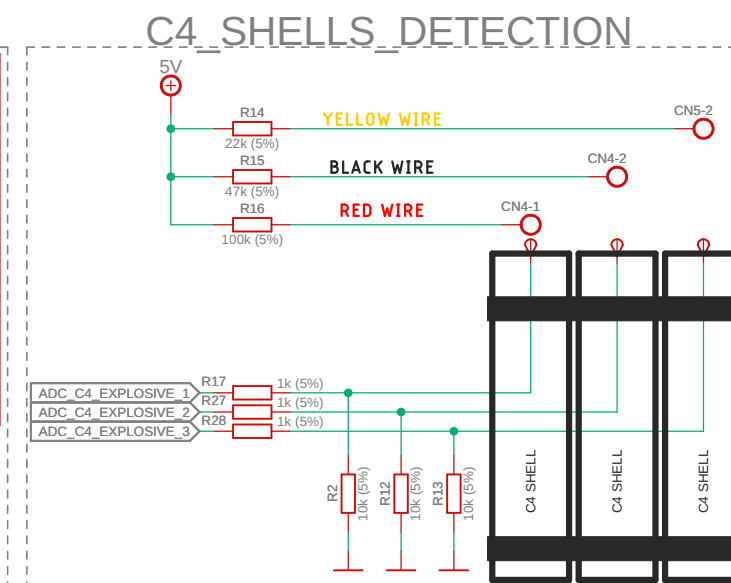 C4_SHELLS_DETECTION
5V
R14
YELLOW WIRE
CN5-2
22k (5%)
R15
BLACK WIRE
CN4-2
47k (5%)
R16
RED WIRE
CN4-1
100k (5%)
R17
1k (5%)
ADC_C4_EXPLOSIVE_1
R27
1k (5%)
ADC_C4_EXPLOSIVE_2
R28
1k (5%)
ADC_C4_EXPLOSIVE_3
R2
10k (5%)
R12
10k (5%)
R13
10k (5%)
C4 SHELL
C4 SHELL
C4 SHELL